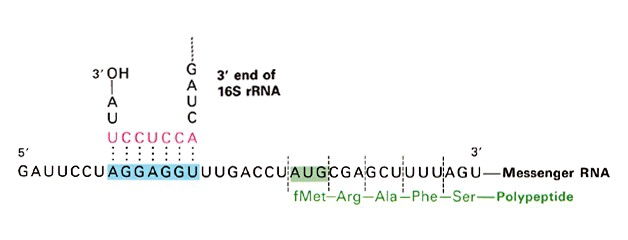 3′ OH
A
U
G
A
U
C
3′ end of
16S rRNA
UCCUCCA
5′
3′
GAUUCCUAGGAGGUUUGACCUAUGCGAGCUUUUAGU—Messenger RNA
fMet—Arg—Ala—Phe—Ser—Polypeptide